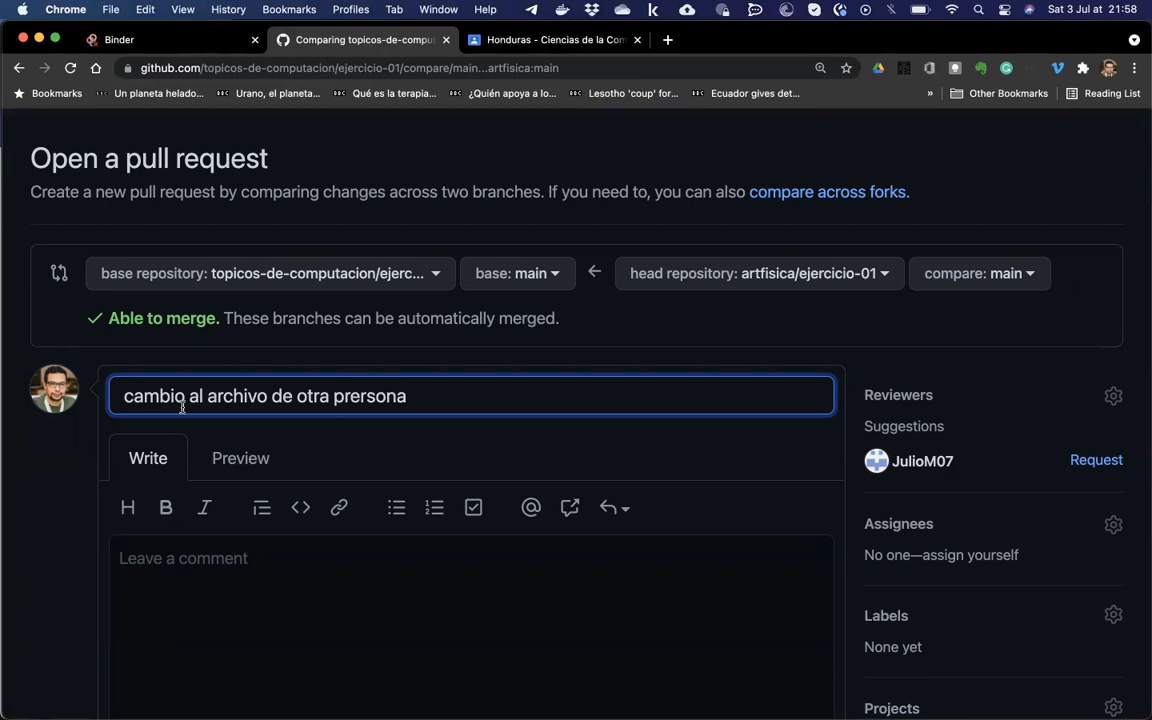 Chrome File Edit View History Bookmarks Profiles Tab Window Help Sat 3 Jul at 21:58
Binder Comparing topicos-de-comput Honduras - Ciencias de la Com
github.com/topicos-de-computacion/ejercicio-01/compare/main...artfisica:main
Bookmarks Un planeta helado... Urano, el planeta... Qué es la terapia... ¿Quién apoya a lo... Lesotho 'coup' for... Ecuador gives det... » Other Bookmarks Reading List
Open a pull request
Create a new pull request by comparing changes across two branches. If you need to, you can also compare across forks.
base repository: topicos-de-computacion/ejerc... base: main head repository: artfisica/ejercicio-01 compare: main
Able to merge. These branches can be automatically merged.
cambio al archivo de otra prersona
Write Preview
Leave a comment
Reviewers
Suggestions
JulioM07 Request
Assignees
No one—assign yourself
Labels
None yet
Projects